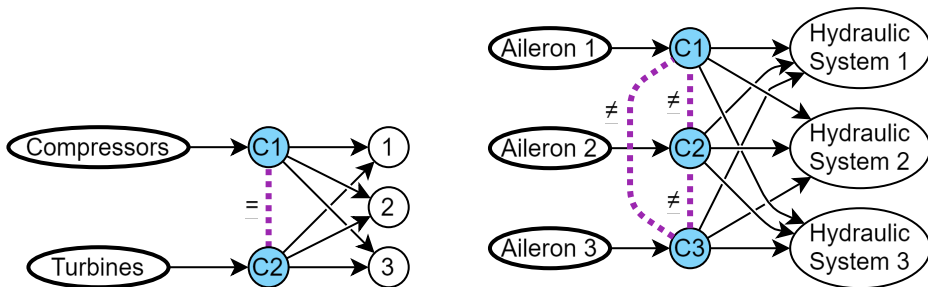 Compressors
C1
1
=
2
Turbines
C2
3
Aileron 1
C1
Hydraulic
System 1
≠
≠
Aileron 2
C2
Hydraulic
System 2
≠
Aileron 3
C3
Hydraulic
System 3